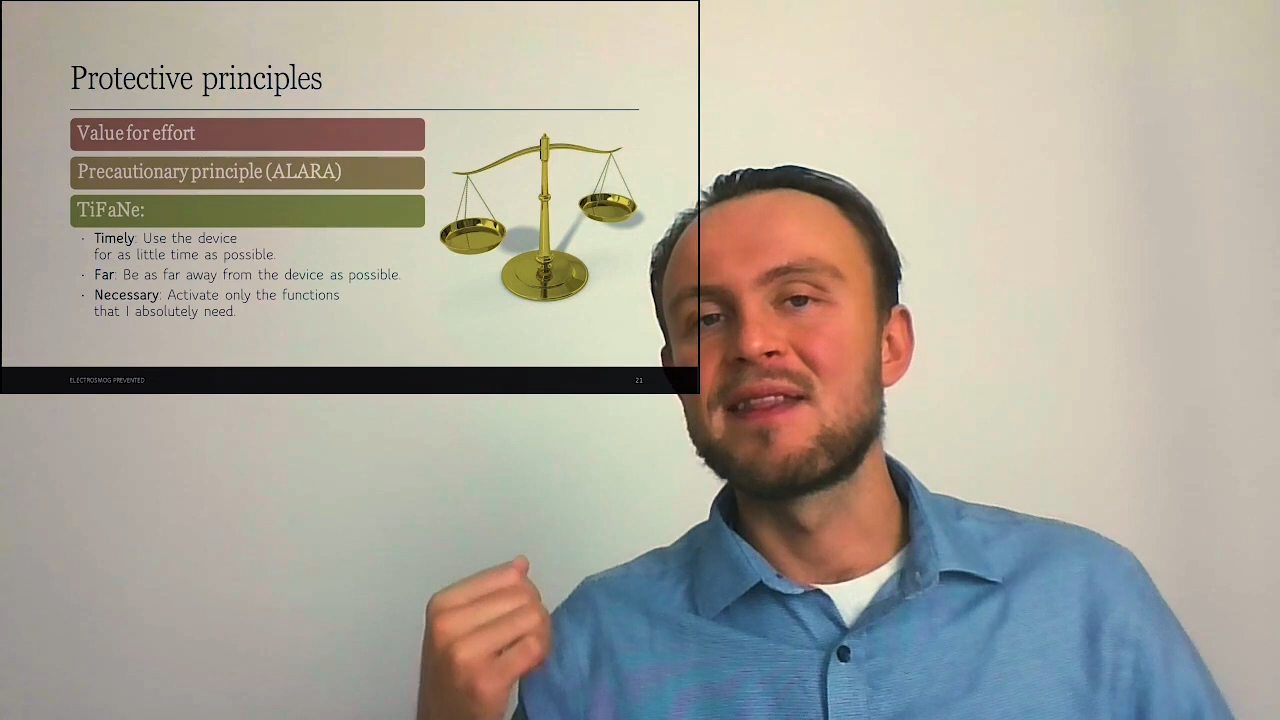 Protective principles
Value for effort
Precautionary principle (ALARA)
TiFaNe:
· Timely: Use the device
for as little time as possible.
· Far: Be as far away from the device as possible.
· Necessary: Activate only the functions
that I absolutely need.
ELECTROSMOG PREVENTED
21